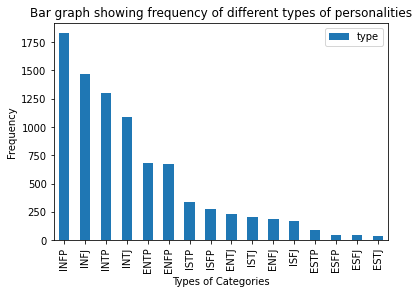 Bar graph showing frequency of different types of personalities
type
1750
1500
1250
1000
750
500
250
0
Frequency
INFP
INFJ
INTP
INTJ
ENTP
ENFP
ISTP
ISFP
ENTJ
ISTJ
ENFJ
ISFJ
ESTP
ESFP
ESFJ
ESTJ
Types of Categories